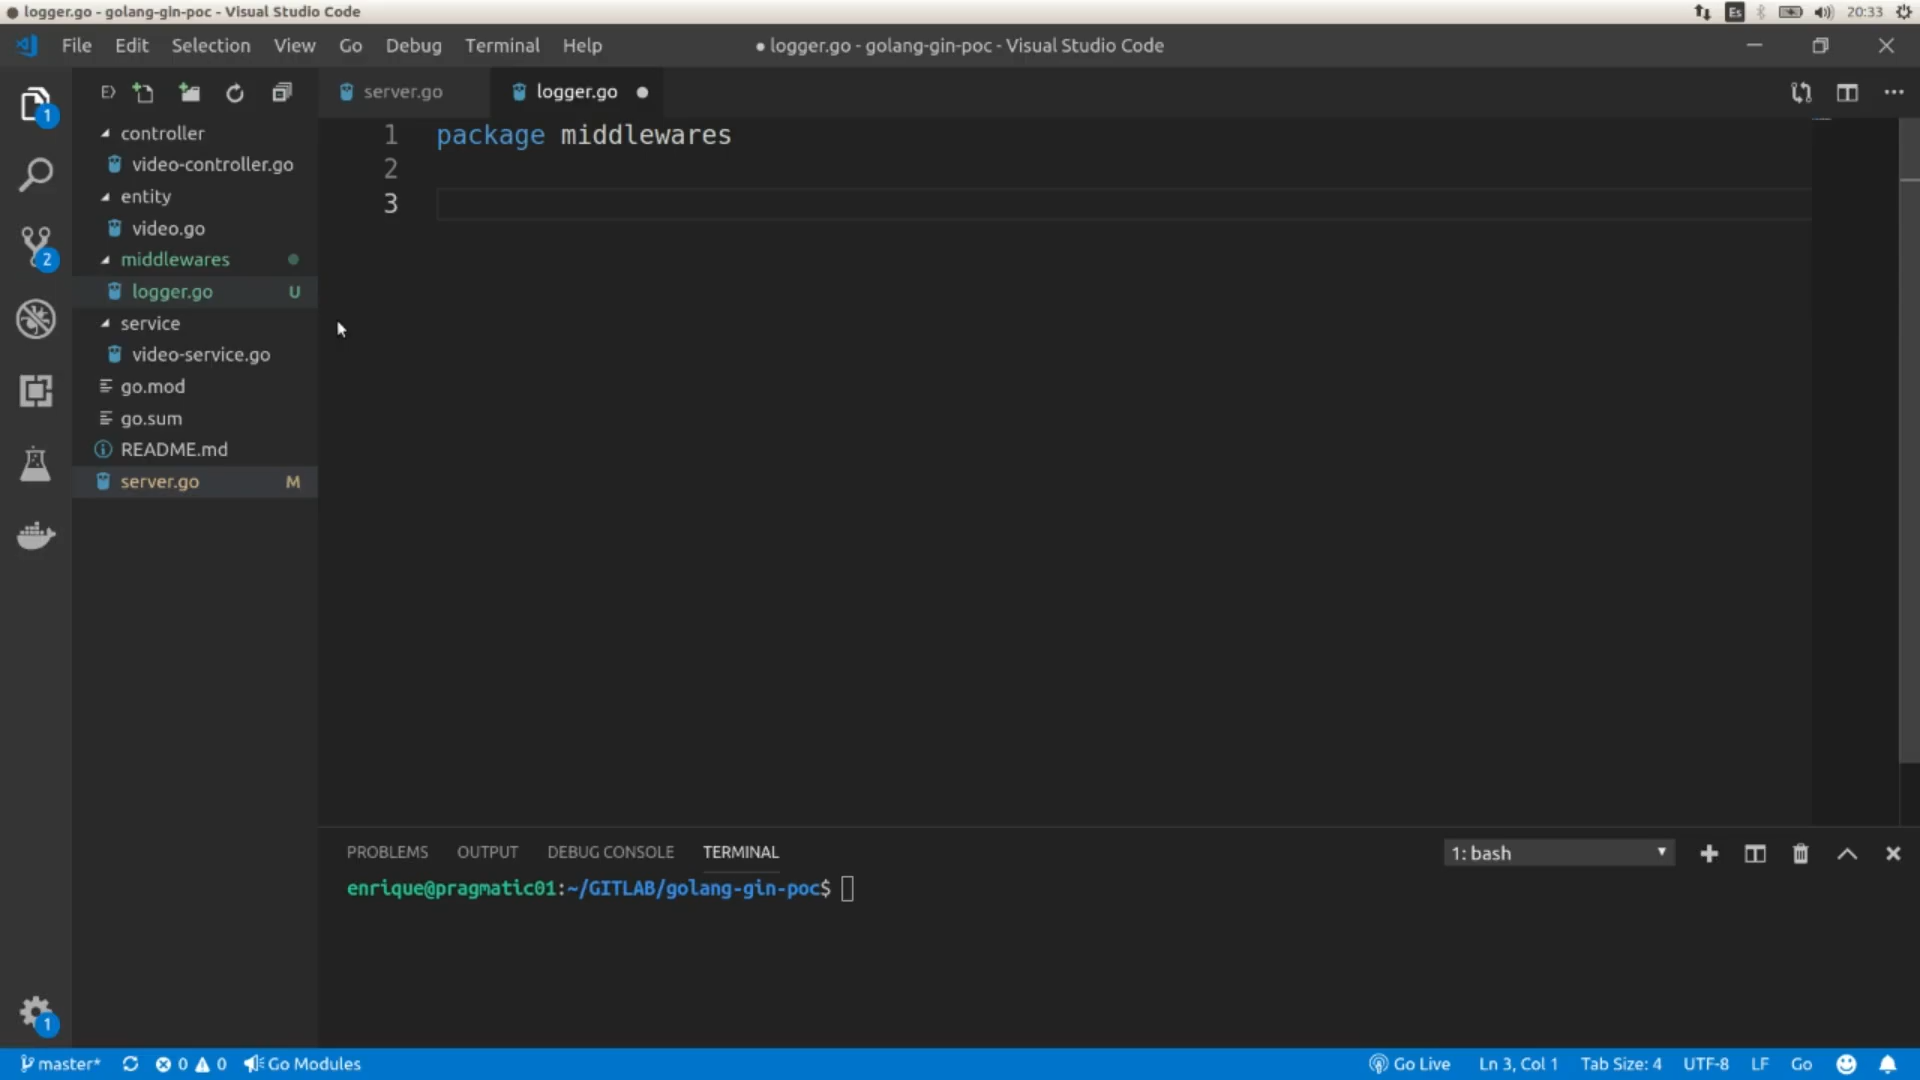 logger.go - golang-gin-poc - Visual Studio Code
Es
20:33
File Edit Selection View Go Debug Terminal Help
● logger.go - golang-gin-poc - Visual Studio Code
server.go
logger.go ●
1 package middlewares
2
3
1
controller
video-controller.go
entity
video.go
2
middlewares
logger.go U
service
video-service.go
go.mod
go.sum
README.md
server.go M
PROBLEMS OUTPUT DEBUG CONSOLE TERMINAL
1: bash
enrique@pragmatic01:~/GITLAB/golang-gin-poc$
1
master* 0 0 Go Modules
Go Live Ln 3, Col 1 Tab Size: 4 UTF-8 LF Go